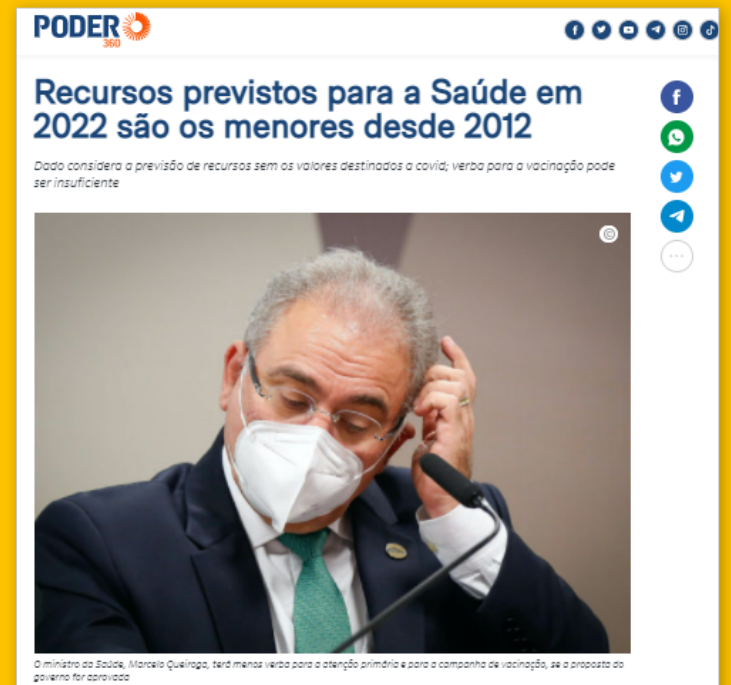 PODER
360
Recursos previstos para a Saúde em
2022 são os menores desde 2012
Dado considera a previsão de recursos sem os valores destinados a covid; verba para a vacinação pode
ser insuficiente
©
O ministro da Saúde, Marcelo Queiroga, terá menos verba para a atenção primária e para a campanha de vacinação, se a proposta do
governo for aprovada